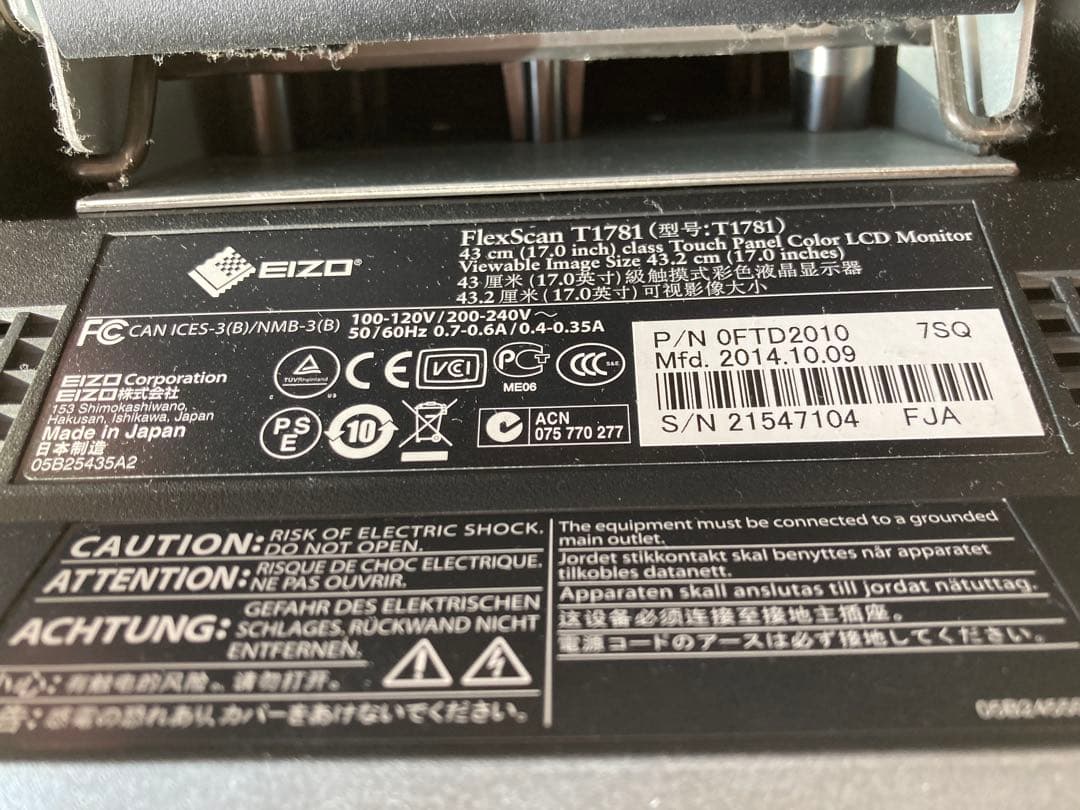 EIZO®
FlexScan T1781 (型号:T1781)
43 cm (17.0 inch) class Touch Panel Color LCD Monitor
Viewable Image Size 43.2 cm (17.0 inches)
43 厘米 (17.0英寸) 級触摸式彩色液晶显示器
43.2 厘米 (17.0英寸) 可视影像大小
FC CAN ICES-3(B)/NMB-3(B)
100-120V/200-240V～
50/60Hz 0.7-0.6A/0.4-0.35A
TÜVRheinland
C US
CE
VCCI
PCT
ME06
CCC S&E
EIZO Corporation
EIZO株式会社
153 Shimokashiwano,
Hakusan, Ishikawa, Japan
Made in Japan
日本制造
05B25435A2
PSE
10
ACN
075 770 277
P/N 0FTD2010 7SQ
Mfd. 2014.10.09
S/N 21547104 FJA
CAUTION: RISK OF ELECTRIC SHOCK.
DO NOT OPEN.
ATTENTION: RISQUE DE CHOC ELECTRIQUE.
NE PAS OUVRIR.
ACHTUNG: GEFAHR DES ELEKTRISCHEN
SCHLAGES. RÜCKWAND NICHT
ENTFERNEN.
心: 有触电的风险。请勿打开。
告: 感電の恐れあり、カバーをあけないでください。
The equipment must be connected to a grounded
main outlet.
Jordet stikkontakt skal benyttes når apparatet
tilkobles datanett.
Apparaten skall anslutas till jordat nätuttag.
这设备必须连接至接地主插座。
電源コードのアースは必ず接地してください。